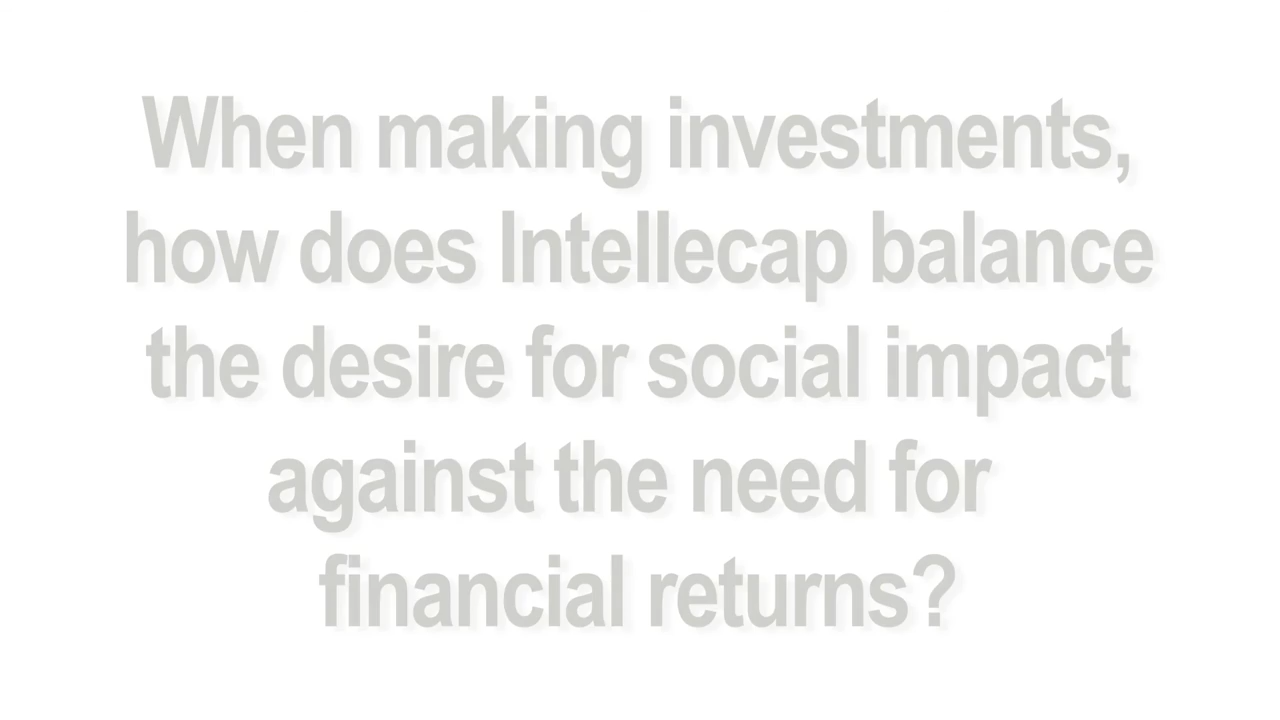 When making investments,
how does Intellecap balance
the desire for social impact
against the need for
financial returns?